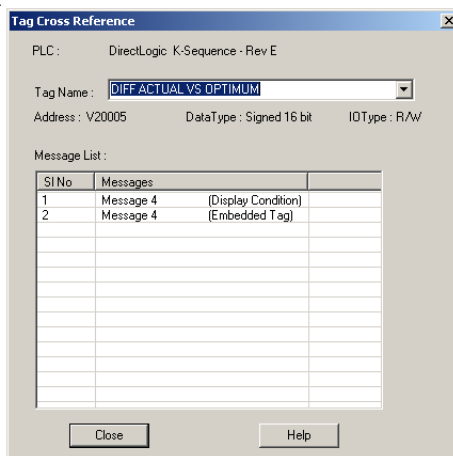 Tag Cross Reference
PLC : DirectLogic K-Sequence - Rev E
Tag Name : DIFF ACTUAL VS OPTIMUM
Address : V20005 DataType : Signed 16 bit IOType : R/W
Message List :
Sl No Messages
1 Message 4 (Display Condition)
2 Message 4 (Embedded Tag)
Close Help